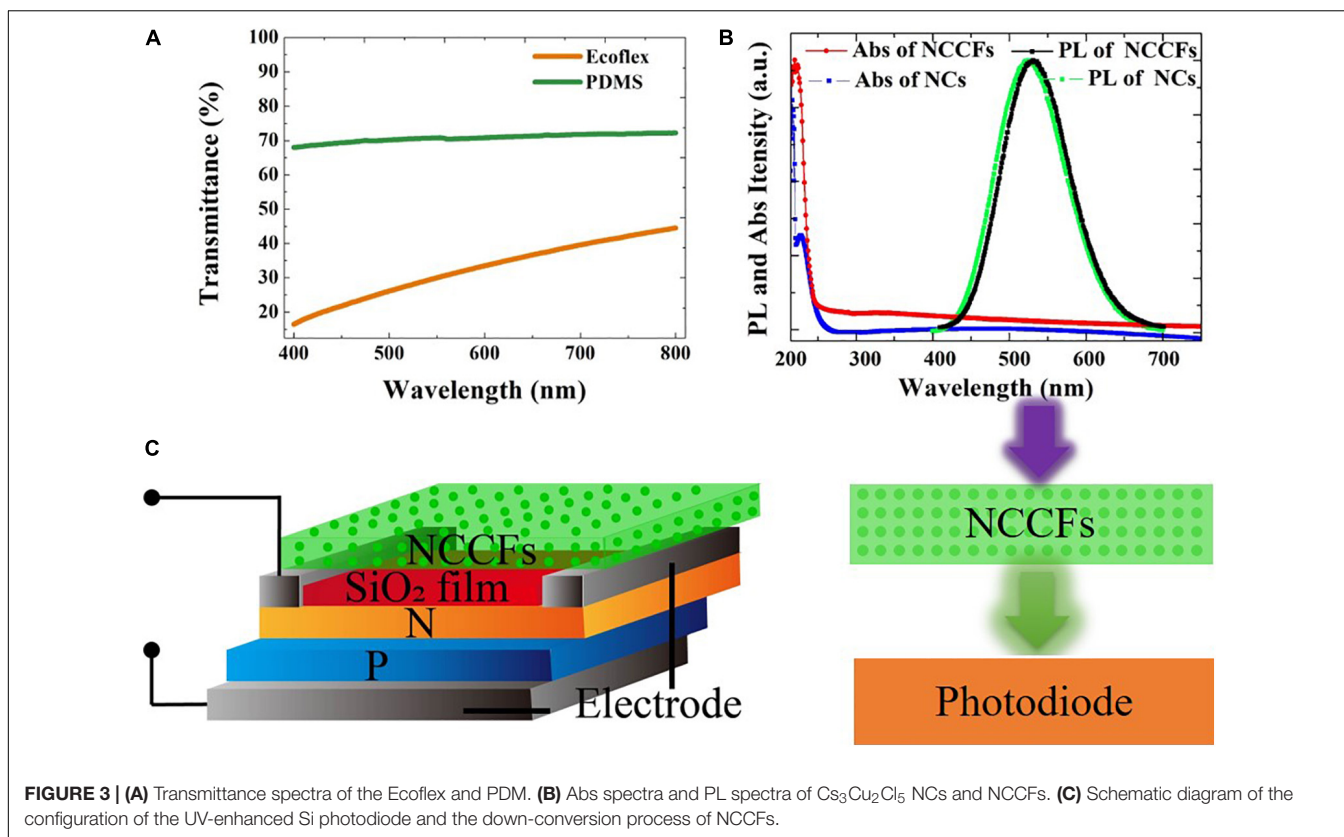 A
100
90
80
70
60
50
40
30
20
400 500 600 700 800
Transmittance (%)
Wavelength (nm)
Ecoflex
PDMS
B
Abs of NCCFs
Abs of NCs
PL of NCCFs
PL of NCs
PL and Abs Itensity (a.u.)
200 300 400 500 600 700
Wavelength (nm)
C
NCCFs
SiO₂ film
N
P
Electrode
NCCFs
Photodiode
FIGURE 3 | (A) Transmittance spectra of the Ecoflex and PDM. (B) Abs spectra and PL spectra of Cs₃Cu₂Cl₅ NCs and NCCFs. (C) Schematic diagram of the
configuration of the UV-enhanced Si photodiode and the down-conversion process of NCCFs.